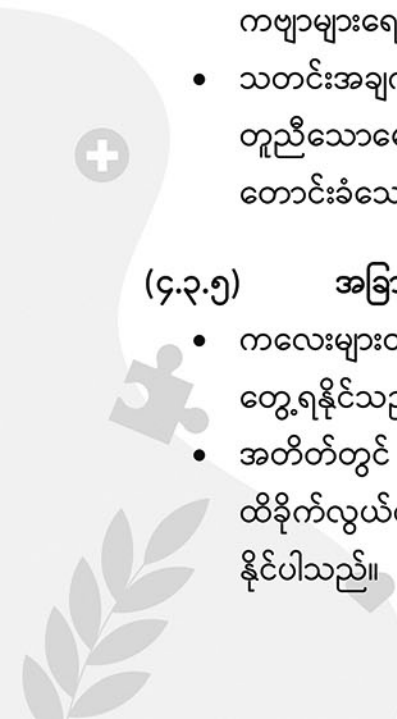 ကဗျာများရေ
• သတင်းအချက်
တူညီသော
တောင်းခံသေ
(၄.၃.၅) အခြာ
• ကလေးများ
တွေ့ရနိုင်သည
• အတိတ်တွင်
ထိခိုက်လွယ်
နိုင်ပါသည်။